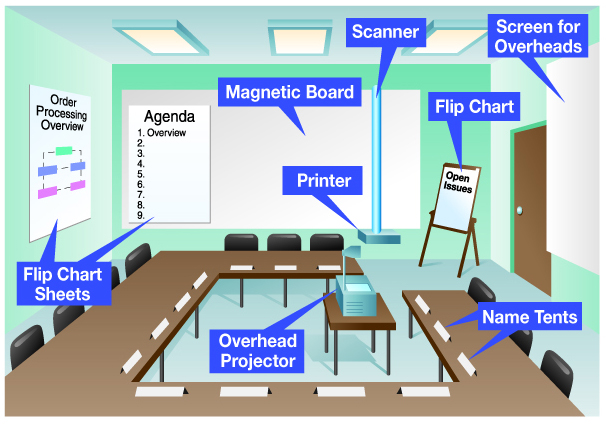 Scanner
Screen for
Overheads
Magnetic Board
Flip Chart
Order
Processing
Overview
Agenda
1. Overview
2.
3.
4.
5.
6.
7.
8.
9.
Open
Issues
Printer
Flip Chart
Sheets
Name Tents
Overhead
Projector